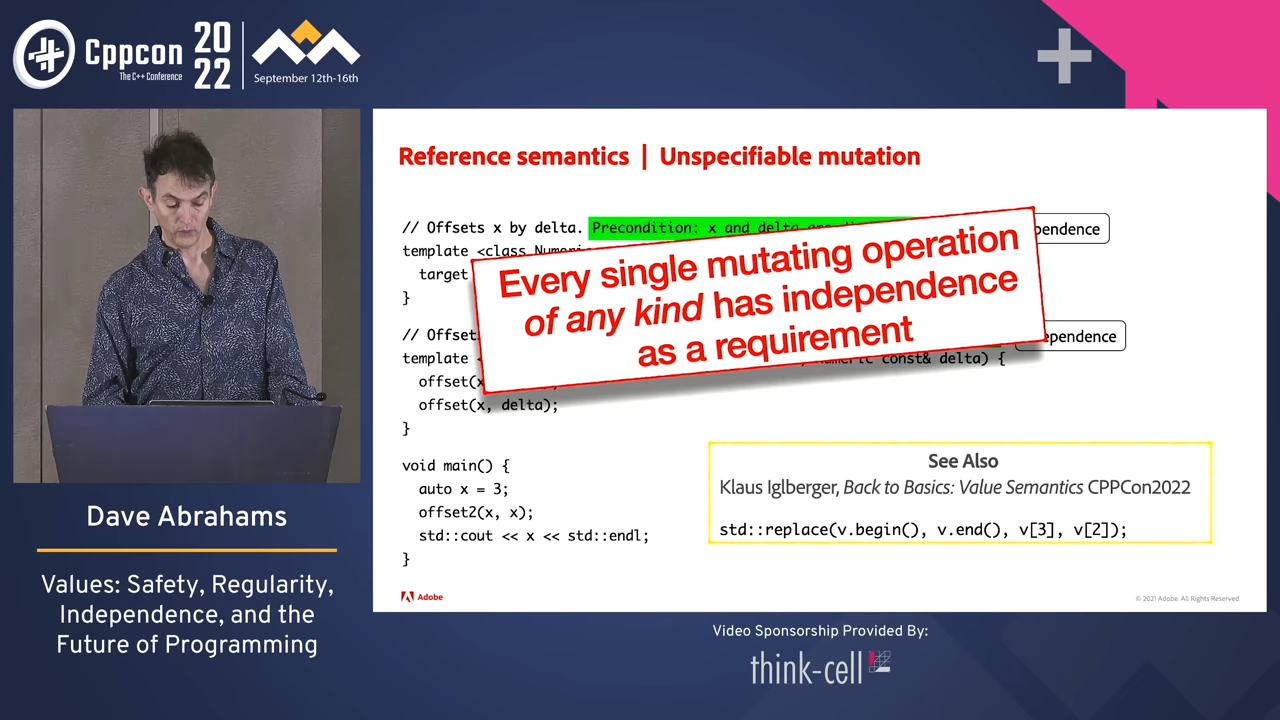 Cppcon
The C++ Conference
20
22
September 12th-16th
Reference semantics | Unspecifiable mutation
// Offsets x by delta. Precondition: x and delta are
template <class Numeric
target
}
// Offsets
template
const& delta) {
offset(x
offset(x, delta);
}
void main() {
auto x = 3;
offset2(x, x);
std::cout << x << std::endl;
}
Every single mutating operation
of any kind has independence
as a requirement
See Also
Klaus Iglberger, Back to Basics: Value Semantics CPPCon2022
std::replace(v.begin(), v.end(), v[3], v[2]);
Adobe
© 2021 Adobe. All Rights Reserved.
Dave Abrahams
Values: Safety, Regularity,
Independence, and the
Future of Programming
Video Sponsorship Provided By:
think-cell